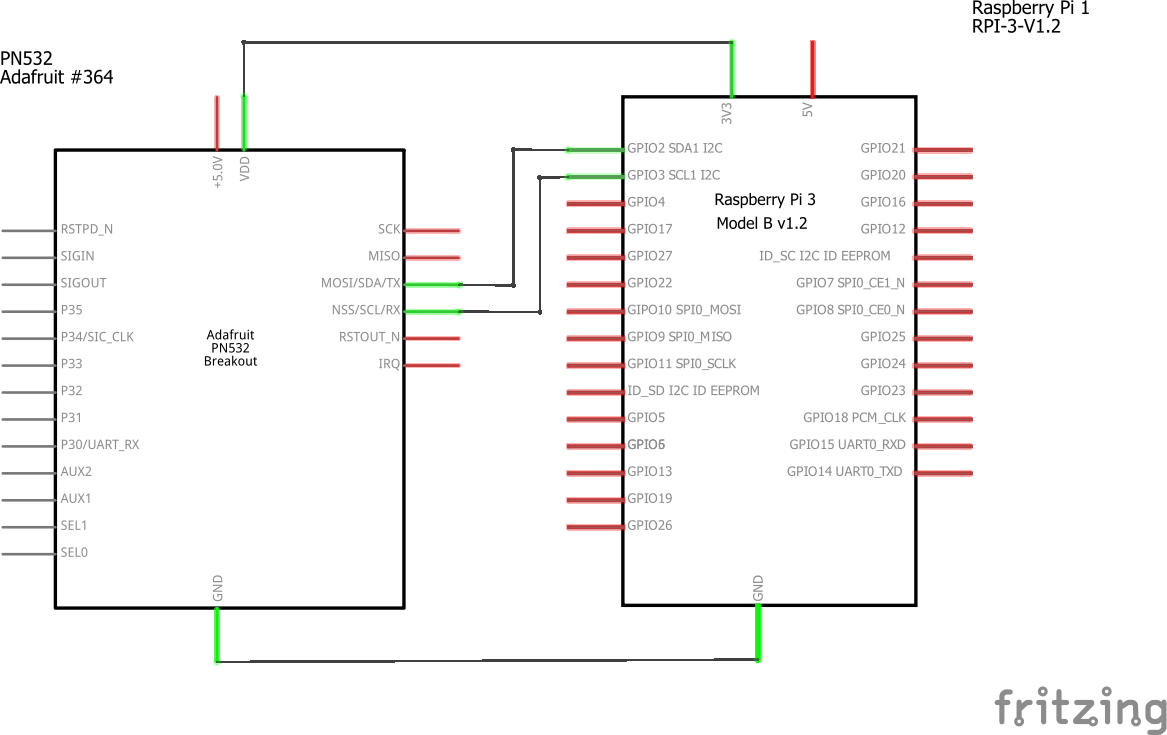 Raspberry Pi 1
RPI-3-V1.2
PN532
Adafruit #364
+5.0V
VDD
RSTPD_N
SIGIN
SIGOUT
P35
P34/SIC_CLK
P33
P32
P31
P30/UART_RX
AUX2
AUX1
SEL1
SEL0
SCK
MISO
MOSI/SDA/TX
NSS/SCL/RX
RSTOUT_N
IRQ
Adafruit
PN532
Breakout
GND
3V3
5V
GPIO2 SDA1 I2C
GPIO3 SCL1 I2C
GPIO4
GPIO17
GPIO27
GPIO22
GIPO10 SPI0_MOSI
GPIO9 SPI0_MISO
GPIO11 SPI0_SCLK
ID_SD I2C ID EEPROM
GPIO5
GPIO6
GPIO13
GPIO19
GPIO26
Raspberry Pi 3
Model B v1.2
GPIO21
GPIO20
GPIO16
GPIO12
ID_SC I2C ID EEPROM
GPIO7 SPI0_CE1_N
GPIO8 SPI0_CE0_N
GPIO25
GPIO24
GPIO23
GPIO18 PCM_CLK
GPIO15 UART0_RXD
GPIO14 UART0_TXD
GND
fritzing